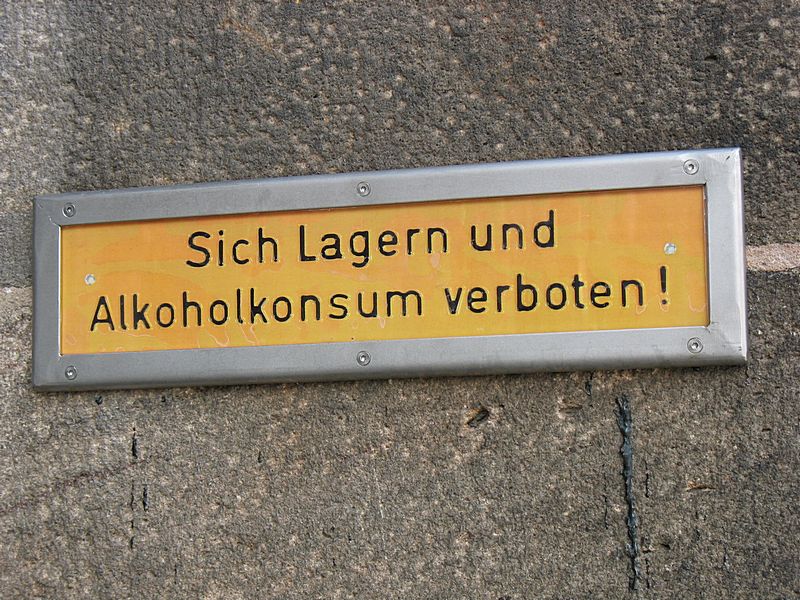 Sich Lagern und
Alkoholkonsum verboten!